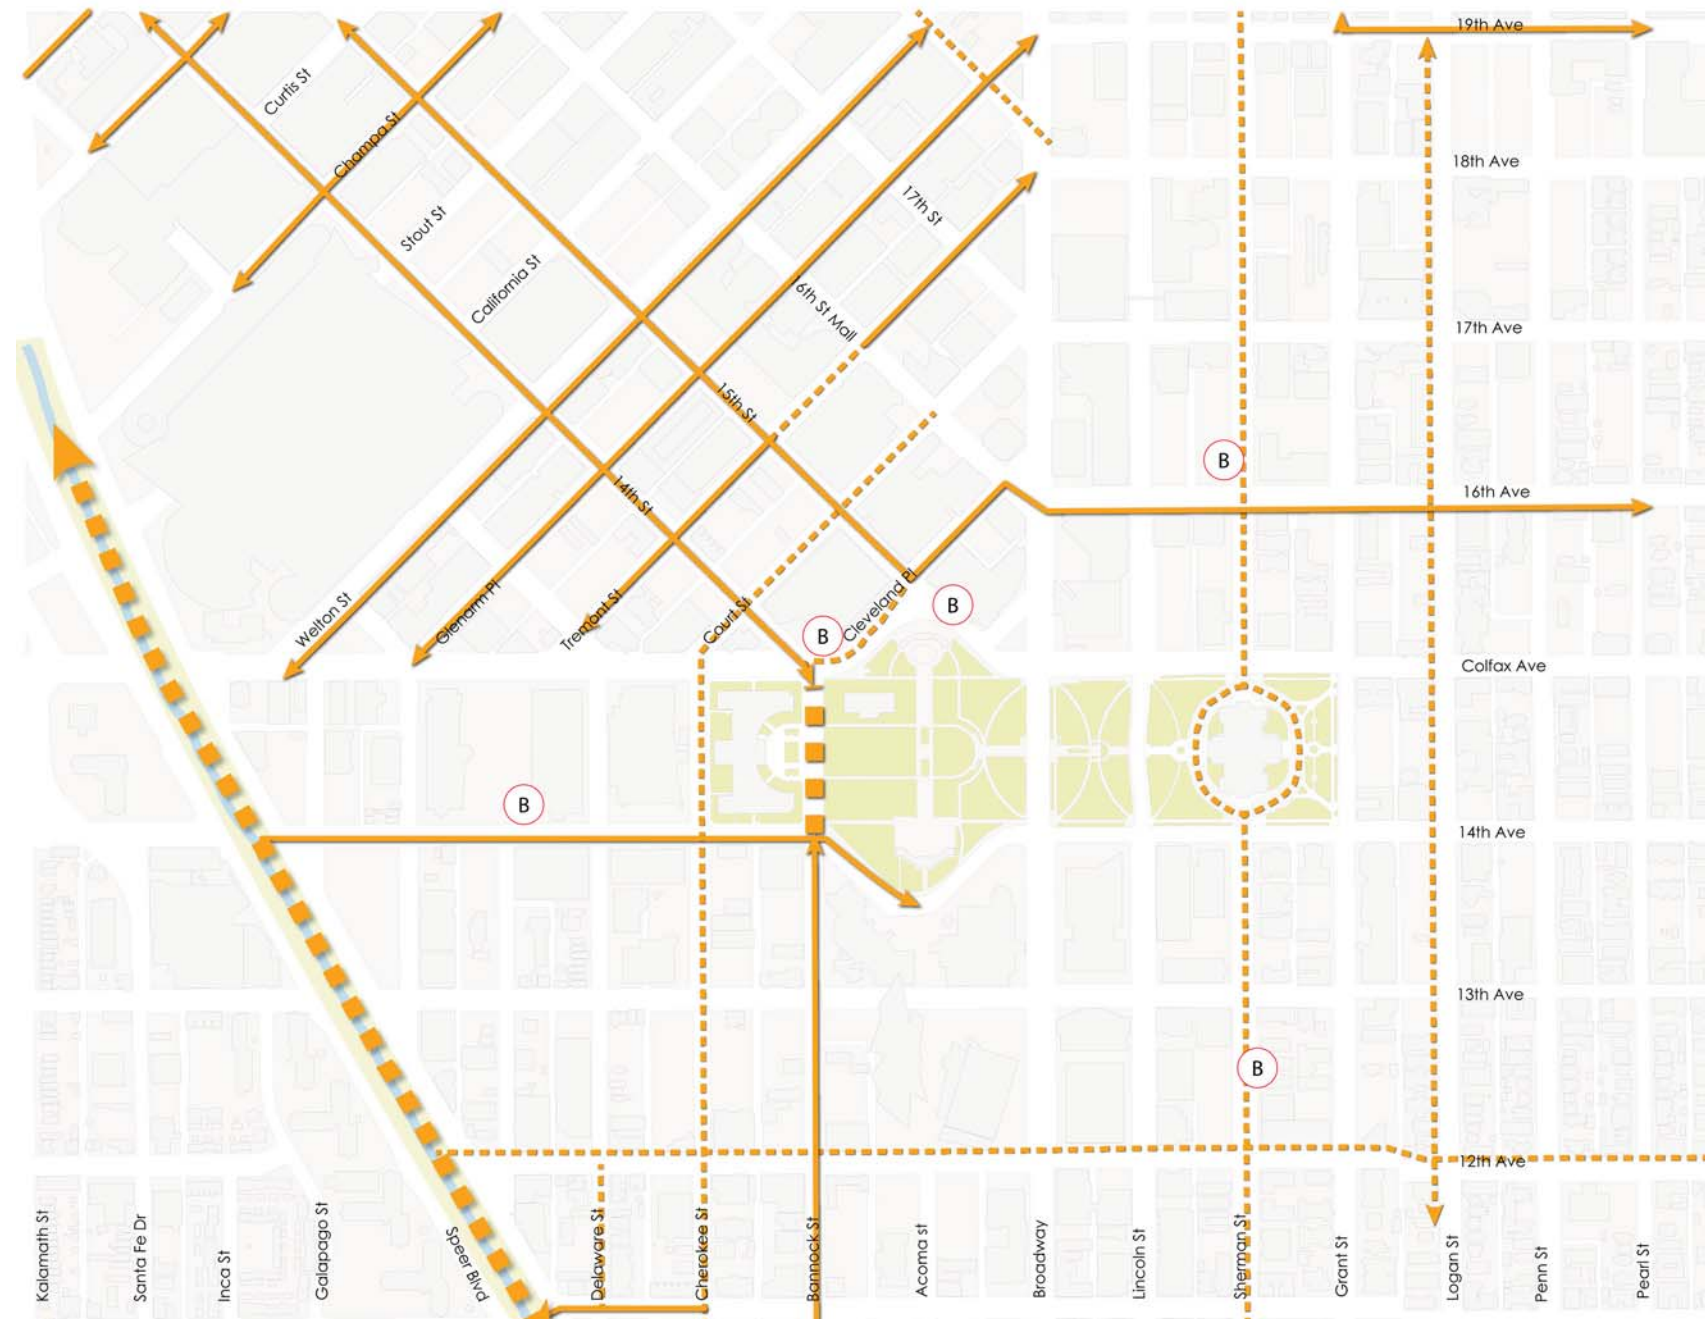 19th Ave
Curtis St
Champa St
18th Ave
17th St
Stout St
California St
16th St Mall
17th Ave
15th St
B
14th St
16th Ave
Welton St
Glenarm Pl
Tremont St
Court St
B
Cleveland Pl
B
Colfax Ave
B
14th Ave
13th Ave
B
12th Ave
Kalamath St
Santa Fe Dr
Inca St
Galapago St
Speer Blvd
Delaware St
Cherokee St
Bannock St
Acoma st
Broadway
Lincoln St
Sherman St
Grant St
Logan St
Penn St
Pearl St